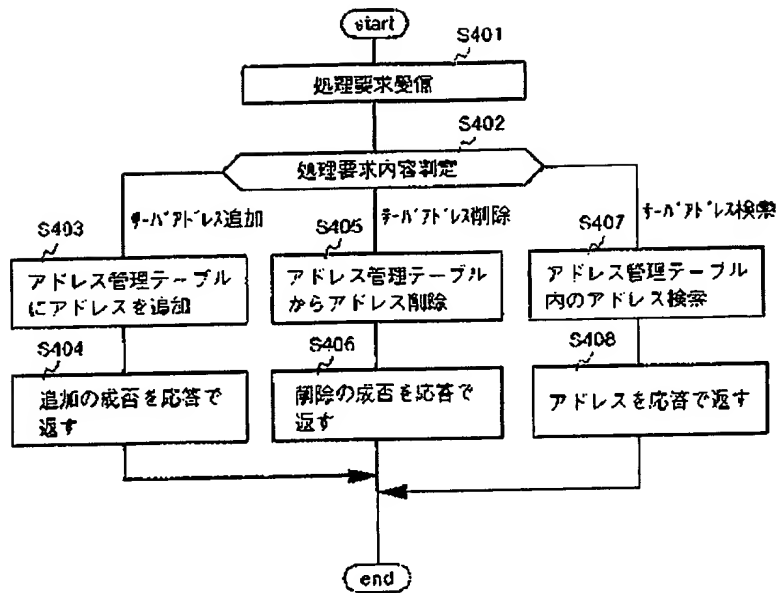 start
S401
処理要求受信
S402
処理要求内容判定
サーバアドレス追加
サーバアドレス削除
サーバアドレス検索
S403
アドレス管理テーブル
にアドレスを追加
S405
アドレス管理テーブル
からアドレス削除
S407
アドレス管理テーブル
内のアドレス検索
S404
追加の成否を応答で
返す
S406
削除の成否を応答で
返す
S408
アドレスを応答で返す
end